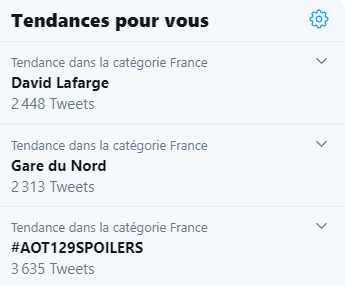 Tendances pour vous
Tendance dans la catégorie France
David Lafarge
2 448 Tweets
Tendance dans la catégorie France
Gare du Nord
2 313 Tweets
Tendance dans la catégorie France
#AOT129SPOILERS
3 635 Tweets